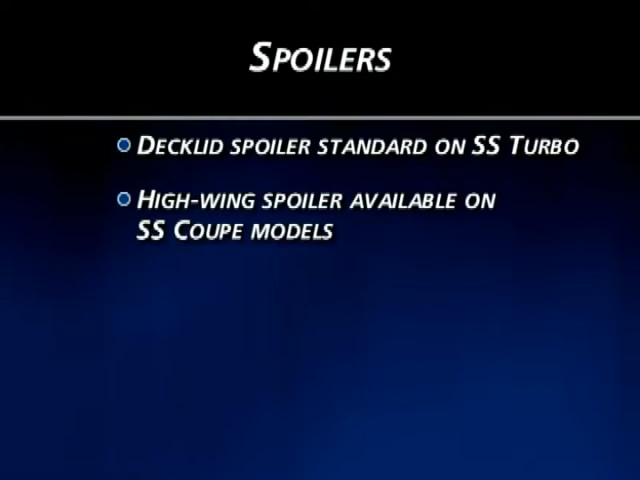 SPOILERS
DECKLID SPOILER STANDARD ON SS TURBO
HIGH-WING SPOILER AVAILABLE ON
SS COUPE MODELS